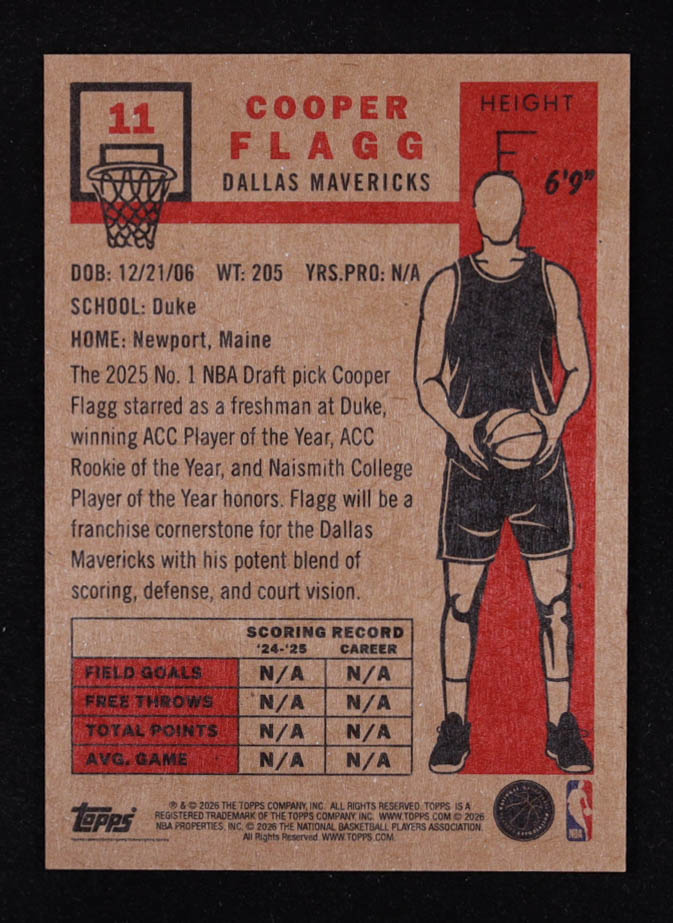 11
COOPER
FLAGG
DALLAS MAVERICKS
HEIGHT
6'9"
DOB: 12/21/06 WT: 205 YRS.PRO: N/A
SCHOOL: Duke
HOME: Newport, Maine
The 2025 No. 1 NBA Draft pick Cooper
Flagg starred as a freshman at Duke,
winning ACC Player of the Year, ACC
Rookie of the Year, and Naismith College
Player of the Year honors. Flagg will be a
franchise cornerstone for the Dallas
Mavericks with his potent blend of
scoring, defense, and court vision.
SCORING RECORD
'24-'25 CAREER
FIELD GOALS N/A N/A
FREE THROWS N/A N/A
TOTAL POINTS N/A N/A
AVG. GAME N/A N/A
Topps
® & © 2026 THE TOPPS COMPANY, INC. ALL RIGHTS RESERVED. TOPPS IS A
REGISTERED TRADEMARK OF THE TOPPS COMPANY, INC. WWW.TOPPS.COM © 2026
NBA PROPERTIES, INC. © 2026 THE NATIONAL BASKETBALL PLAYERS ASSOCIATION.
All Rights Reserved. WWW.TOPPS.COM.
NBA